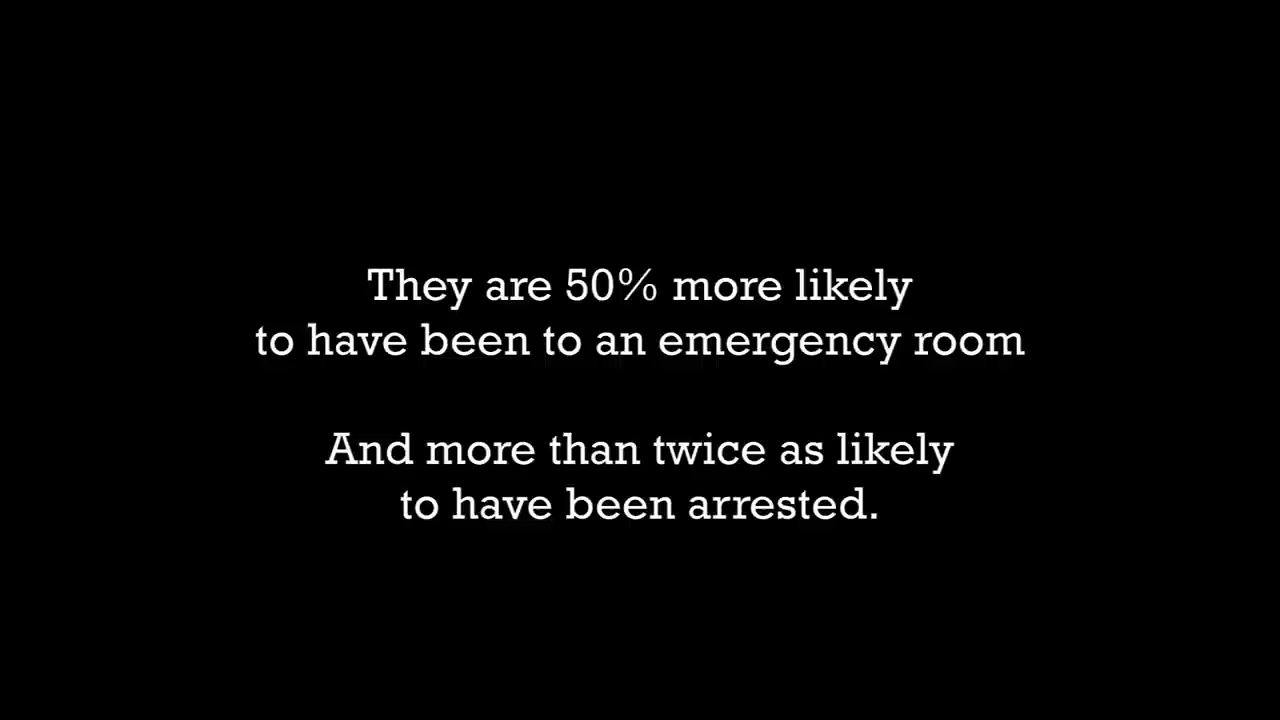 They are 50% more likely
to have been to an emergency room
And more than twice as likely
to have been arrested.